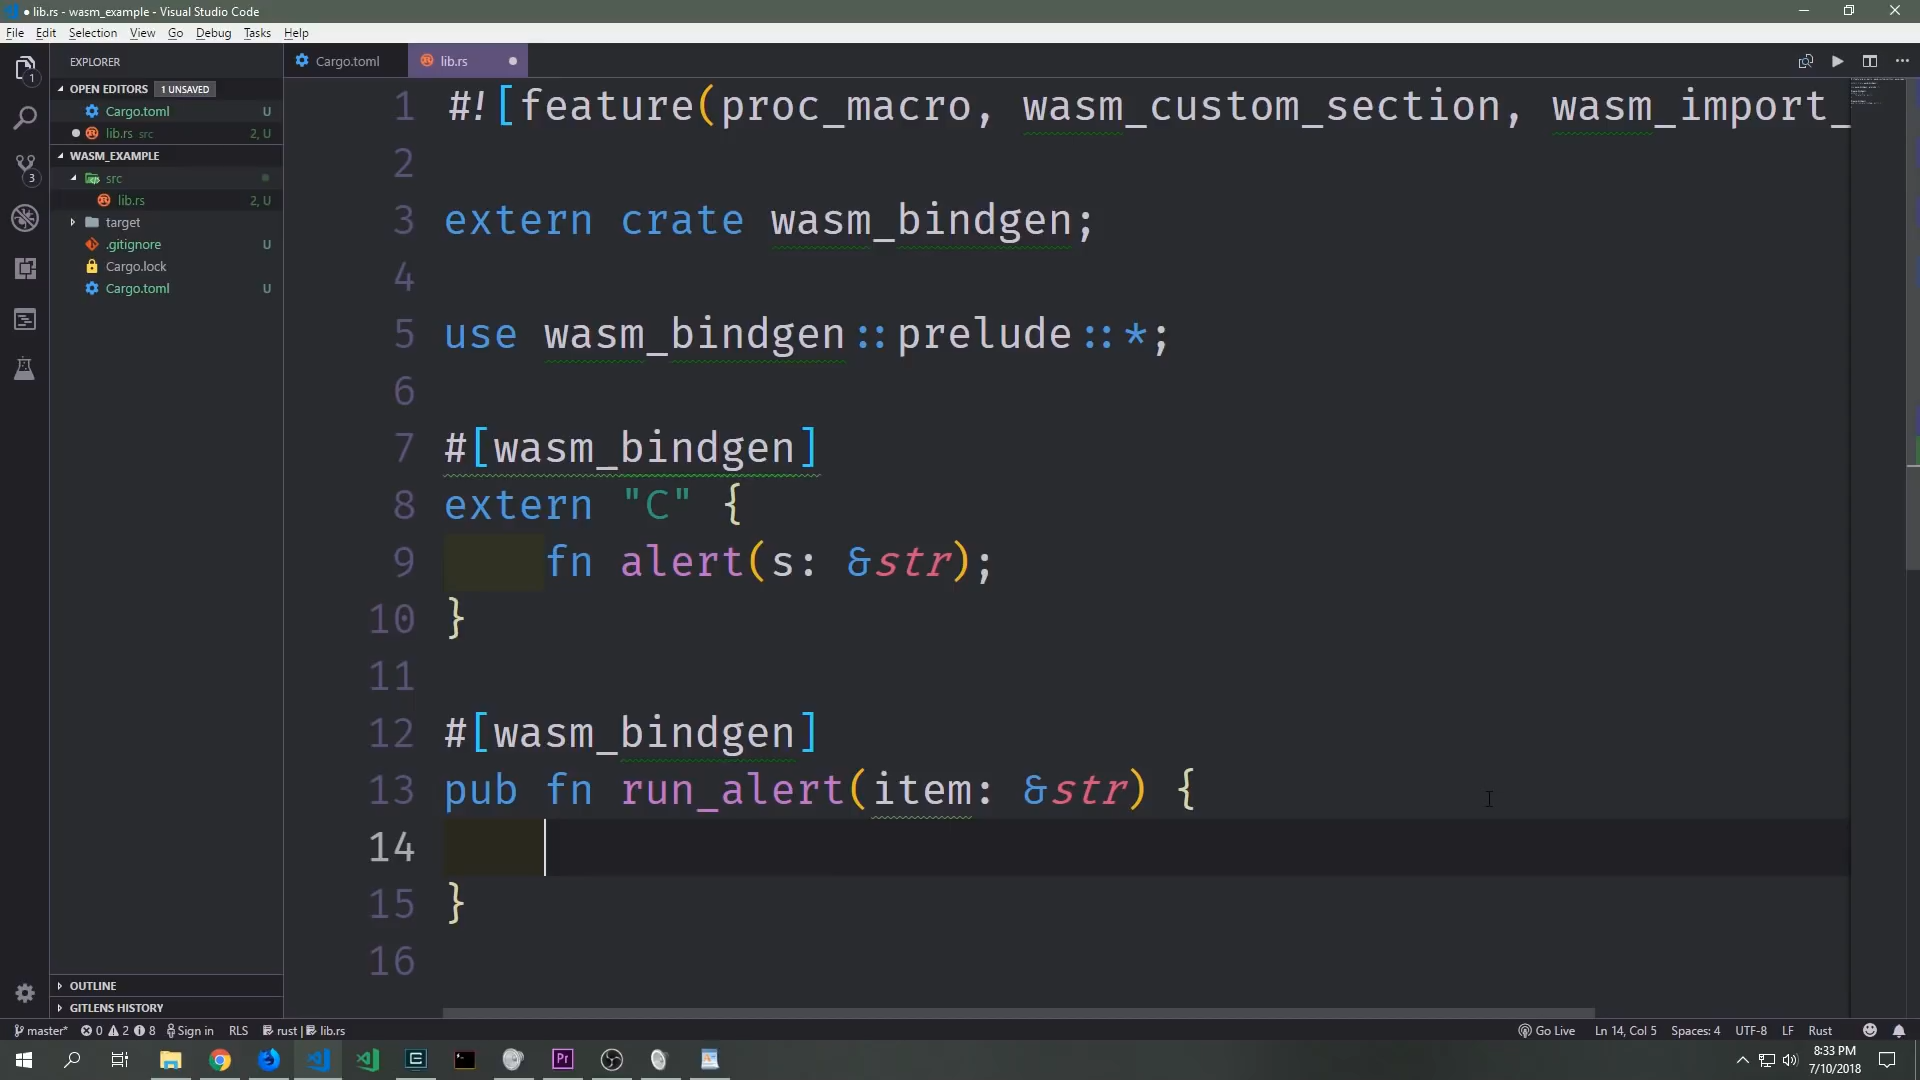 ● lib.rs - wasm_example - Visual Studio Code
File Edit Selection View Go Debug Tasks Help
EXPLORER
OPEN EDITORS 1 UNSAVED
Cargo.toml U
lib.rs src 2, U
WASM_EXAMPLE
src
lib.rs 2, U
target
.gitignore U
Cargo.lock
Cargo.toml U
OUTLINE
GITLENS HISTORY
1
3
Cargo.toml lib.rs
1 #![feature(proc_macro, wasm_custom_section, wasm_import_
2
3 extern crate wasm_bindgen;
4
5 use wasm_bindgen::prelude::*;
6
7 #[wasm_bindgen]
8 extern "C" {
9 fn alert(s: &str);
10 }
11
12 #[wasm_bindgen]
13 pub fn run_alert(item: &str) {
14
15 }
16
master* 0 2 8 Sign in RLS rust | lib.rs Go Live Ln 14, Col 5 Spaces: 4 UTF-8 LF Rust
Pr
8:33 PM
7/10/2018